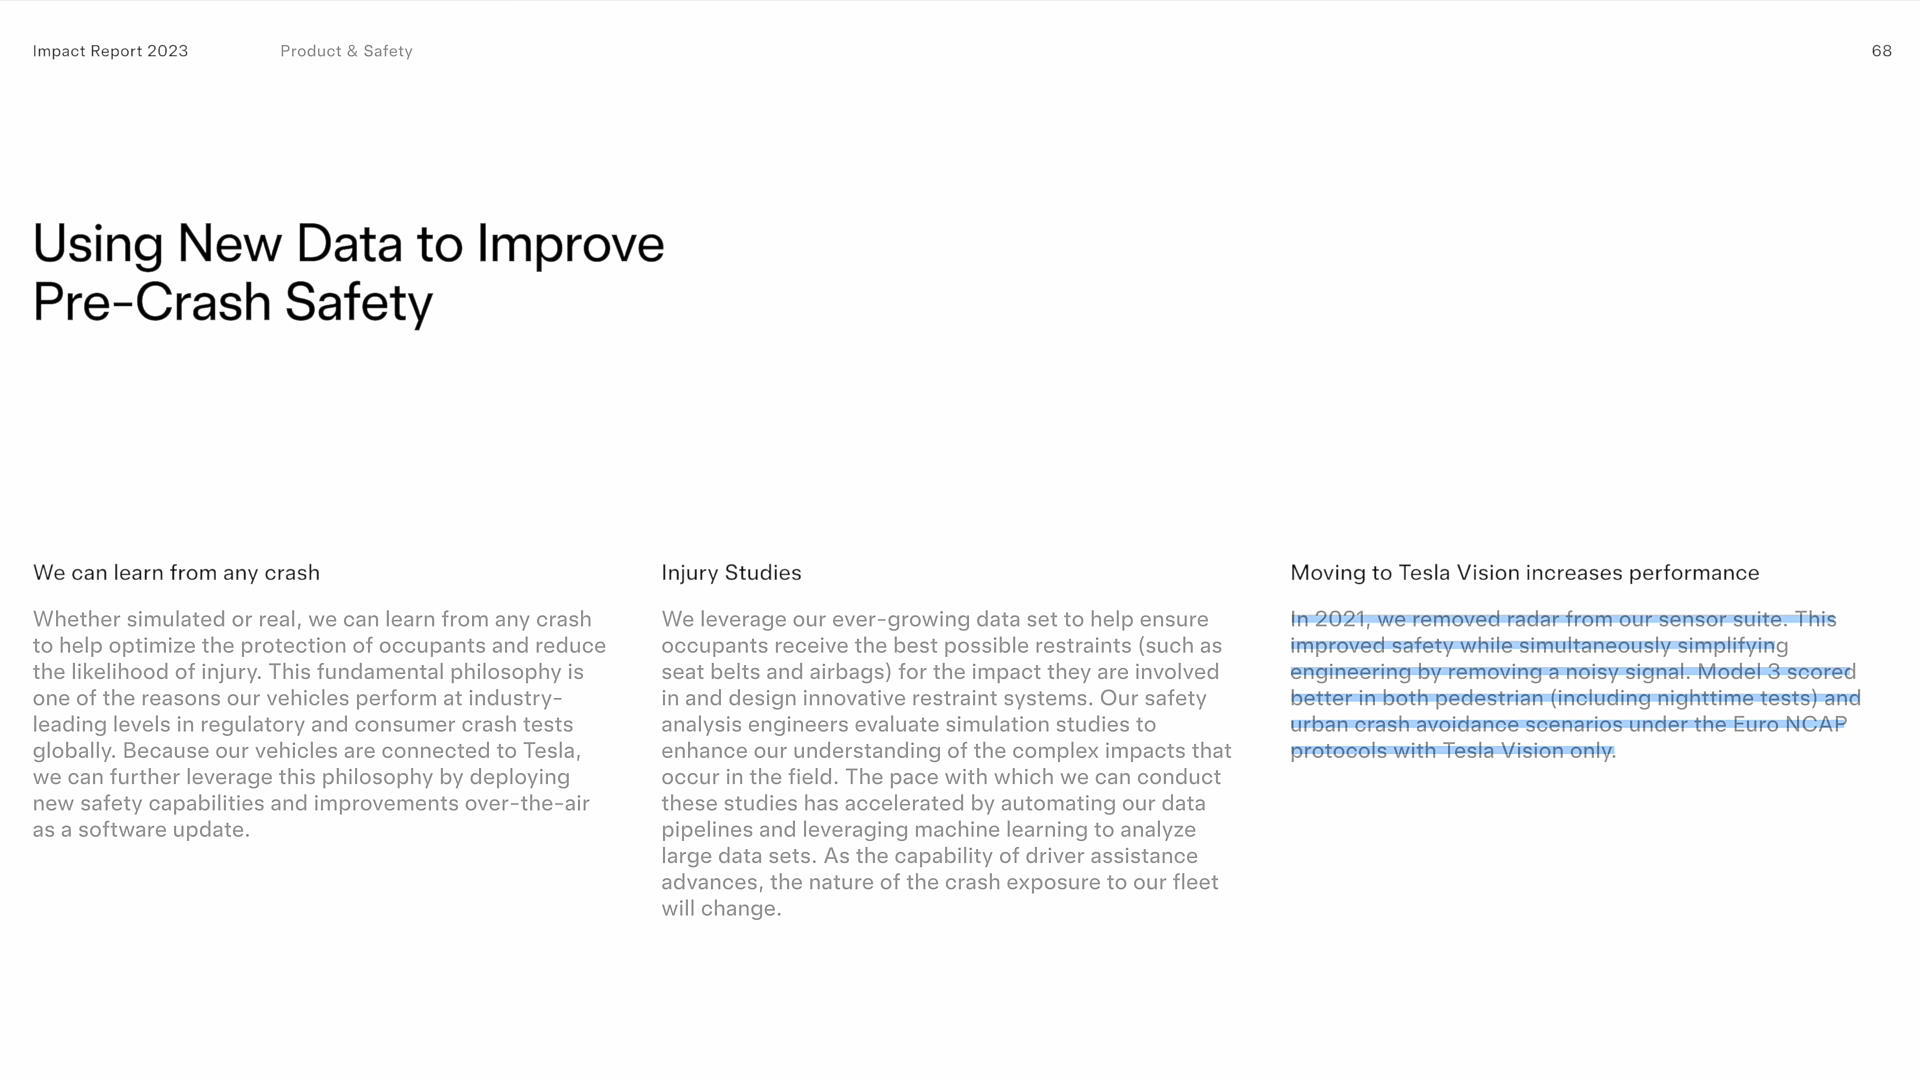 Impact Report 2023
Product & Safety
68
Using New Data to Improve
Pre-Crash Safety
We can learn from any crash
Whether simulated or real, we can learn from any crash
to help optimize the protection of occupants and reduce
the likelihood of injury. This fundamental philosophy is
one of the reasons our vehicles perform at industry-
leading levels in regulatory and consumer crash tests
globally. Because our vehicles are connected to Tesla,
we can further leverage this philosophy by deploying
new safety capabilities and improvements over-the-air
as a software update.
Injury Studies
We leverage our ever-growing data set to help ensure
occupants receive the best possible restraints (such as
seat belts and airbags) for the impact they are involved
in and design innovative restraint systems. Our safety
analysis engineers evaluate simulation studies to
enhance our understanding of the complex impacts that
occur in the field. The pace with which we can conduct
these studies has accelerated by automating our data
pipelines and leveraging machine learning to analyze
large data sets. As the capability of driver assistance
advances, the nature of the crash exposure to our fleet
will change.
Moving to Tesla Vision increases performance
In 2021, we removed radar from our sensor suite. This
improved safety while simultaneously simplifying
engineering by removing a noisy signal. Model 3 scored
better in both pedestrian (including nighttime tests) and
urban crash avoidance scenarios under the Euro NCAP
protocols with Tesla Vision only.